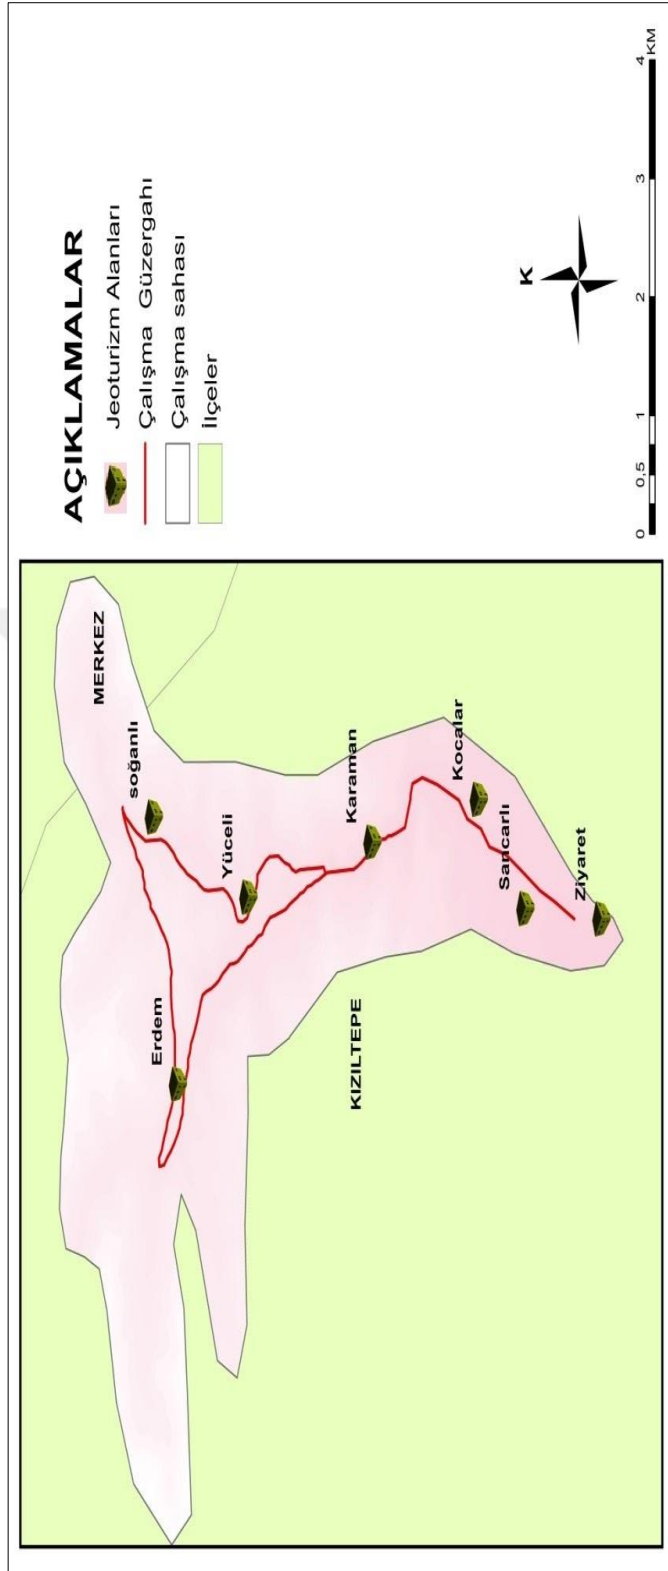 MERKEZ
soğanlı
Yüceli
Erdem
Karaman
KIZILTEPE
Kocalar
Sancarlı
Ziyaret
AÇIKLAMALAR
Jeoturizm Alanları
Çalışma Güzergahı
Çalışma sahası
İlçeler
K
0 0,5 1 2 3 4
KM